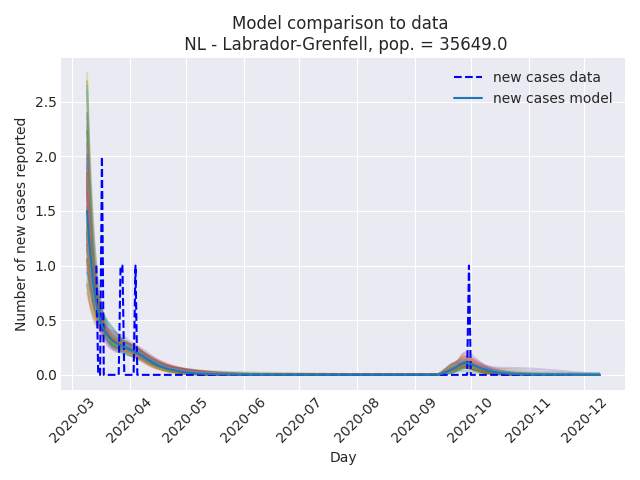 Model comparison to data
NL - Labrador-Grenfell, pop. = 35649.0
new cases data
new cases model
Number of new cases reported
2.5
2.0
1.5
1.0
0.5
0.0
2020-03
2020-04
2020-05
2020-06
2020-07
2020-08
2020-09
2020-10
2020-11
2020-12
Day